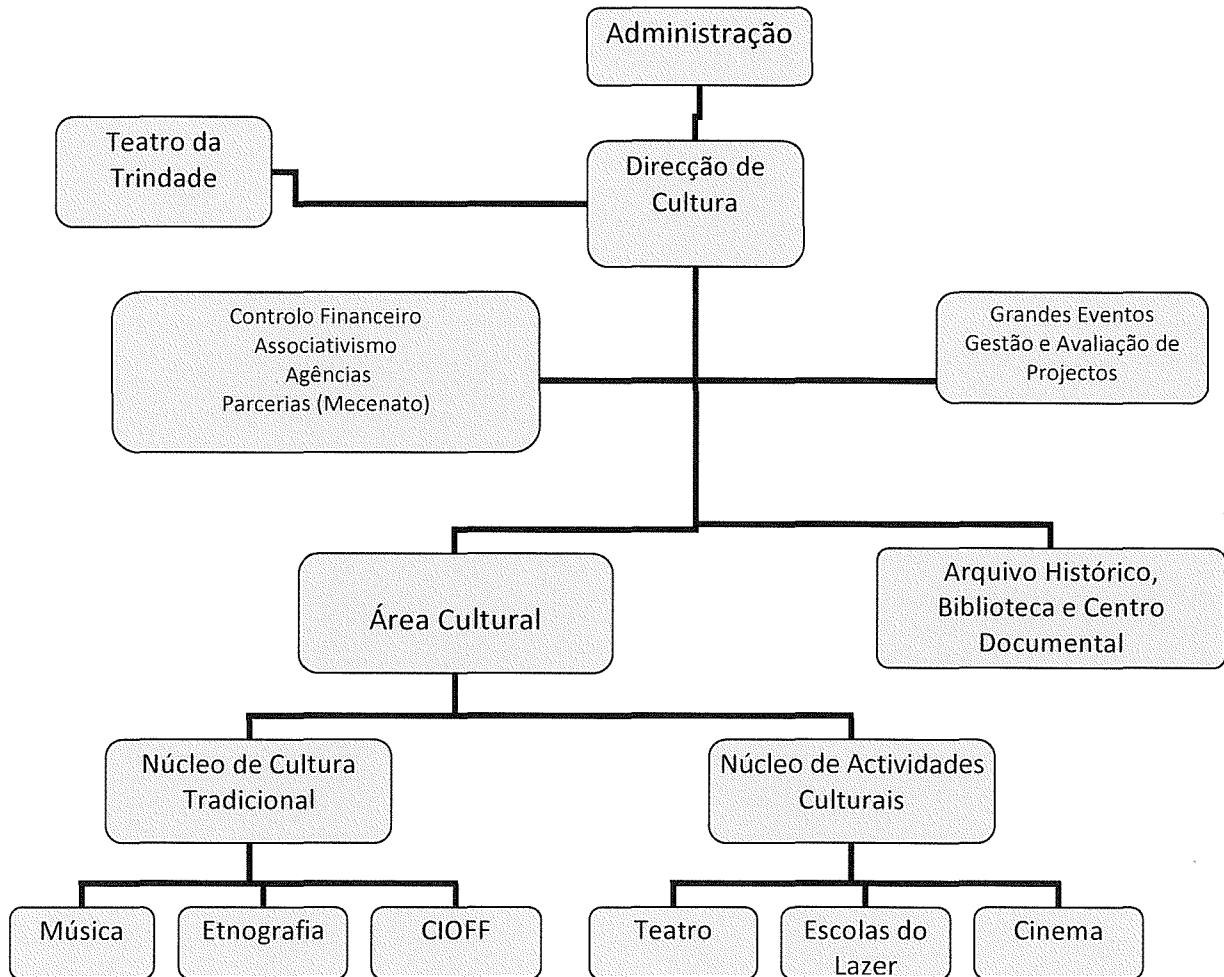 Administração
Teatro da
Trindade
Direcção de
Cultura
Controlo Financeiro
Associativismo
Agências
Parcerias (Mecenato)
Grandes Eventos
Gestão e Avaliação de
Projectos
Área Cultural
Arquivo Histórico,
Biblioteca e Centro
Documental
Núcleo de Cultura
Tradicional
Núcleo de Actividades
Culturais
Música
Etnografia
CIOFF
Teatro
Escolas do
Lazer
Cinema